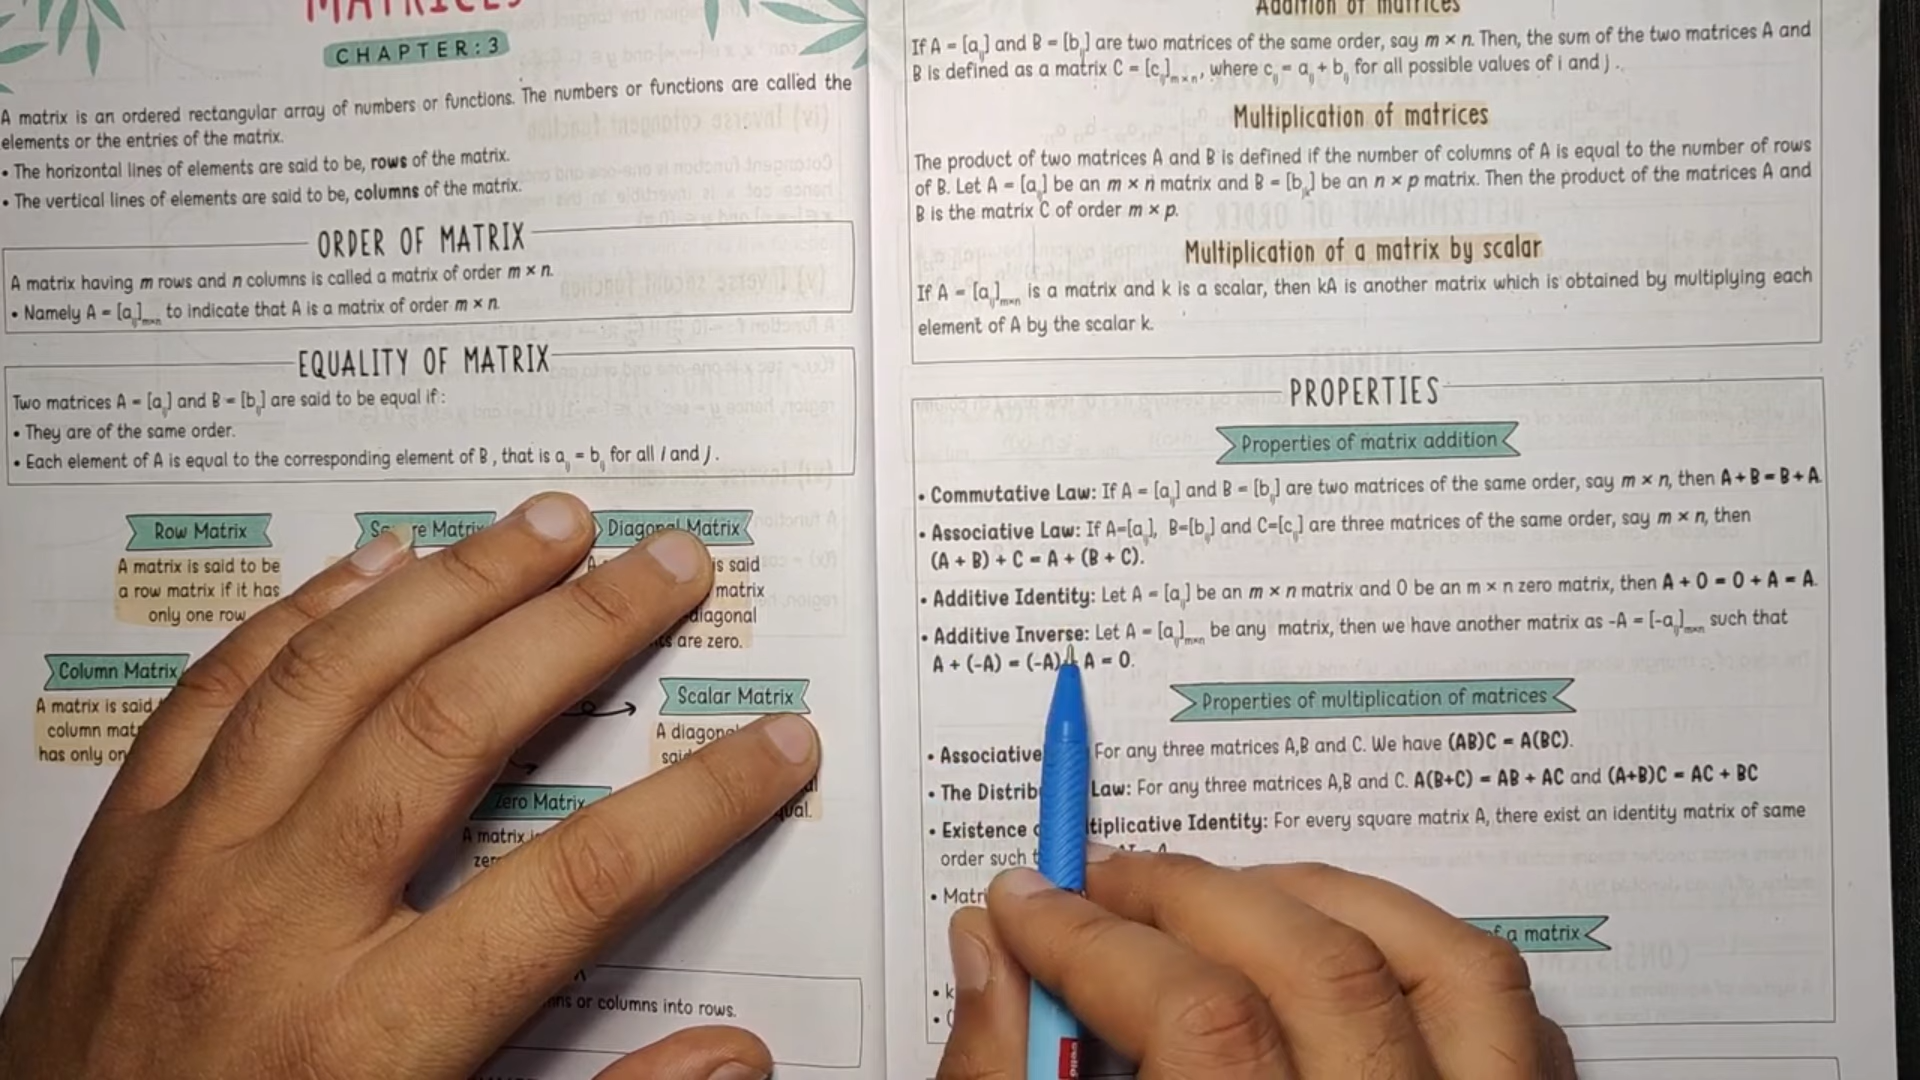 MATRICES
CHAPTER:3
A matrix is an ordered rectangular array of numbers or functions. The numbers or functions are called the
elements or the entries of the matrix.
• The horizontal lines of elements are said to be, rows of the matrix.
• The vertical lines of elements are said to be, columns of the matrix.
ORDER OF MATRIX
A matrix having m rows and n columns is called a matrix of order m × n.
• Namely A = [aij]m×n to indicate that A is a matrix of order m × n.
EQUALITY OF MATRIX
Two matrices A = [aij] and B = [bij] are said to be equal if:
• They are of the same order.
• Each element of A is equal to the corresponding element of B, that is aij = bij for all i and j.
Row Matrix
A matrix is said to be
a row matrix if it has
only one row
re Matrix
Diagonal Matrix
is said
matrix
diagonal
are zero.
Column Matrix
A matrix is said
column
has only
Scalar Matrix
A
Zero Matrix
A matrix
or columns into rows.
Addition of matrices
If A = [aij] and B = [bij] are two matrices of the same order, say m × n. Then, the sum of the two matrices A and
B is defined as a matrix C = [cij]m×n, where cij = aij + bij for all possible values of i and j.
Multiplication of matrices
The product of two matrices A and B is defined if the number of columns of A is equal to the number of rows
of B. Let A = [aij] be an m × n matrix and B = [bjk] be an n × p matrix. Then the product of the matrices A and
B is the matrix C of order m × p.
Multiplication of a matrix by scalar
If A = [aij]m×n is a matrix and k is a scalar, then kA is another matrix which is obtained by multiplying each
element of A by the scalar k.
PROPERTIES
Properties of matrix addition
• Commutative Law: If A = [aij] and B = [bij] are two matrices of the same order, say m × n, then A + B = B + A.
• Associative Law: If A=[aij], B=[bij] and C=[cij] are three matrices of the same order, say m × n, then
(A + B) + C = A + (B + C).
• Additive Identity: Let A = [aij] be an m × n matrix and O be an m × n zero matrix, then A + O = O + A = A.
• Additive Inverse: Let A = [aij]m×n be any matrix, then we have another matrix as -A = [-aij]m×n such that
A + (-A) = (-A) + A = O.
Properties of multiplication of matrices
• Associative For any three matrices A,B and C. We have (AB)C = A(BC).
• The Distrib Law: For any three matrices A,B and C. A(B+C) = AB + AC and (A+B)C = AC + BC
• Existence tiplicative Identity: For every square matrix A, there exist an identity matrix of same
order such
• Matri
of a matrix
• k
• (